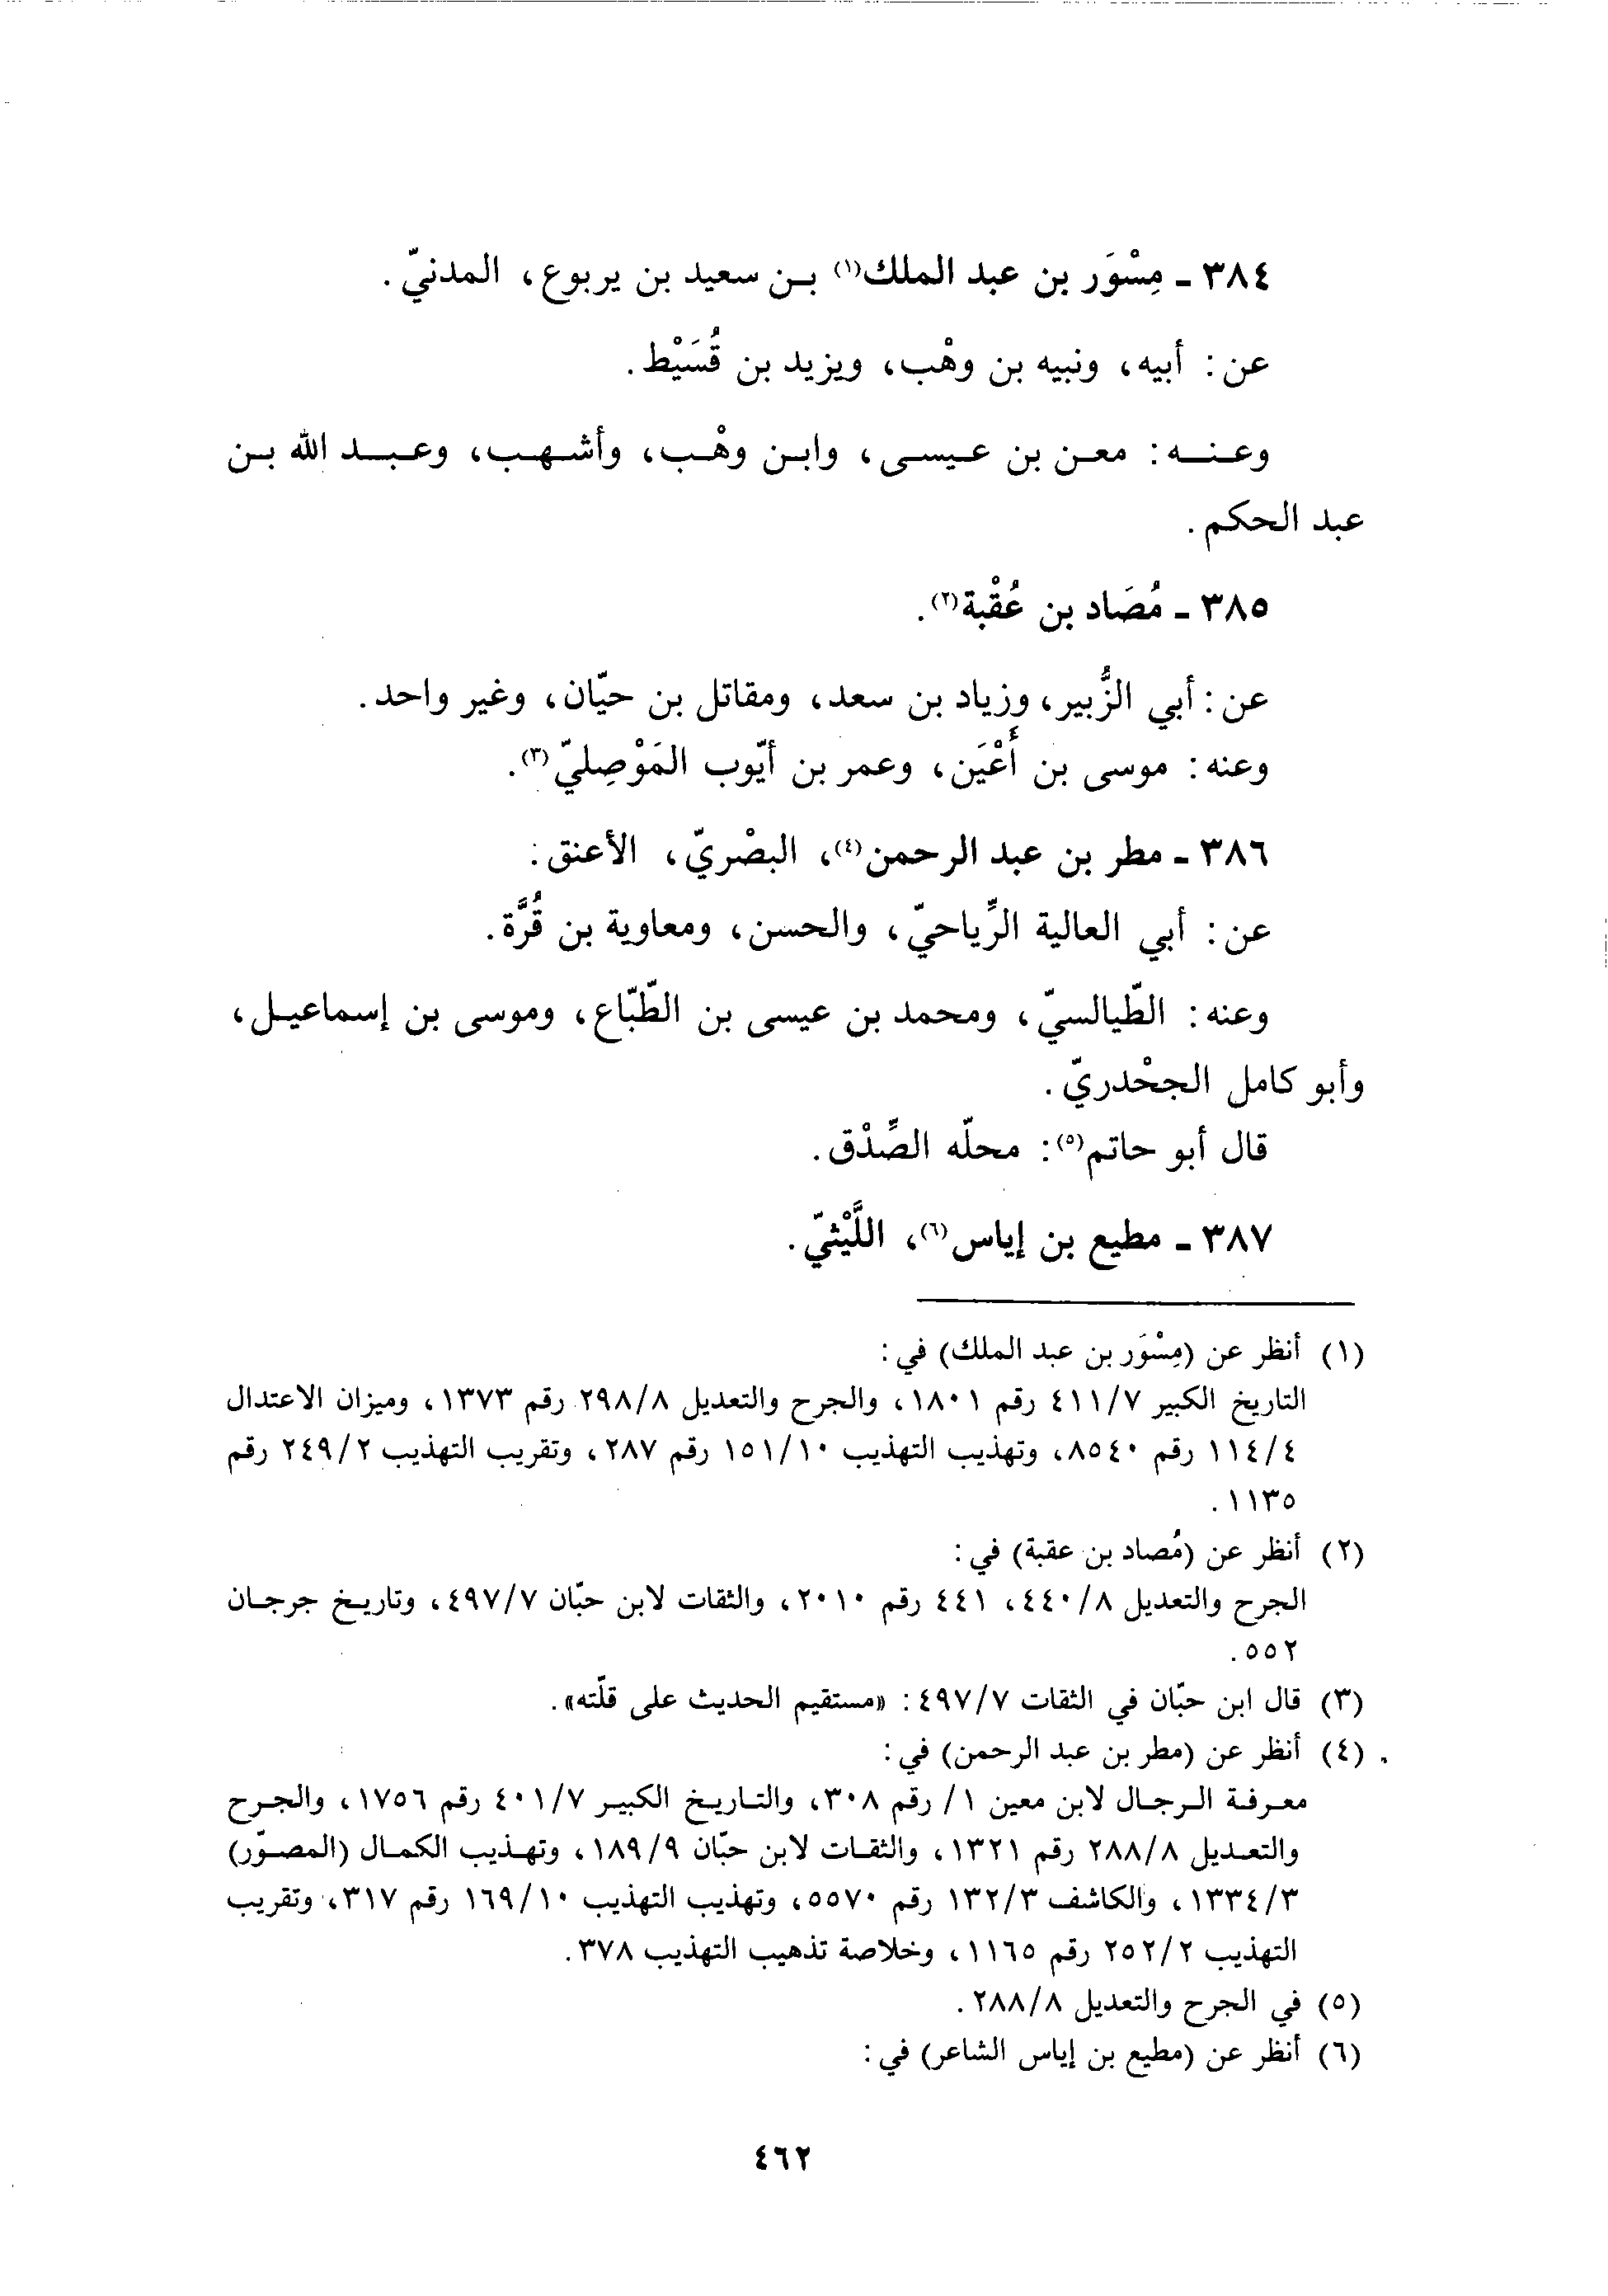 ٣٨٤ ـ مِسْوَر بن عبد الملك(١) بـن سعيد بن يربوع، المدنيّ.
عن: أبيه، ونبيه بن وهْب، ويزيد بن قُسَيْط.
وعنه: معن بن عيسى، وابن وهْب، وأشهب، وعبد الله بن
عبد الحكم.
٣٨٥ ـ مُصَاد بن عُقْبة(٢).
عن: أبي الزُّبير، وزياد بن سعد، ومقاتل بن حيّان، وغير واحد.
وعنه: موسى بن أَعْيَن، وعمر بن أيّوب المَوْصِليّ(٣).
٣٨٦ ـ مطر بن عبد الرحمن(٤)، البصْريّ، الأعنق:
عن: أبي العالية الرِّياحيّ، والحسن، ومعاوية بن قُرَّة.
وعنه: الطّيالسيّ، ومحمد بن عيسى بن الطّبّاع، وموسى بن إسماعيل،
وأبو كامل الجحْدريّ.
قال أبو حاتم(٥): محلّه الصِّدْق.
٣٨٧ ـ مطيع بن إياس(٦)، اللَّيْثيّ.
(١) أنظر عن (مِسْوَر بن عبد الملك) في:
التاريخ الكبير ٤١١/٧ رقم ١٨٠١، والجرح والتعديل ٢٩٨/٨ رقم ١٣٧٣، وميزان الاعتدال
١١٤/٤ رقم ٨٥٤٠، وتهذيب التهذيب ١٥١/١٠ رقم ٢٨٧، وتقريب التهذيب ٢٤٩/٢ رقم
١١٣٥.
(٢) أنظر عن (مُصاد بن عقبة) في:
الجرح والتعديل ٤٤٠/٨، ٤٤١ رقم ٢٠١٠، والثقات لابن حبّان ٤٩٧/٧، وتاريخ جرجان
٥٥٢.
(٣) قال ابن حبّان في الثقات ٤٩٧/٧: «مستقيم الحديث على قلّته».
(٤) أنظر عن (مطر بن عبد الرحمن) في:
معرفة الرجال لابن معين ١/ رقم ٣٠٨، والتاريخ الكبير ٤٠١/٧ رقم ١٧٥٦، والجرح
والتعديل ٢٨٨/٨ رقم ١٣٢١، والثقات لابن حبّان ١٨٩/٩، وتهذيب الكمال (المصوّر)
١٣٣٤/٣، والكاشف ١٣٢/٣ رقم ٥٥٧٠، وتهذيب التهذيب ١٦٩/١٠ رقم ٣١٧، وتقريب
التهذيب ٢٥٢/٢ رقم ١١٦٥، وخلاصة تذهيب التهذيب ٣٧٨.
(٥) في الجرح والتعديل ٢٨٨/٨.
(٦) أنظر عن (مطيع بن إياس الشاعر) في:
٤٦٢